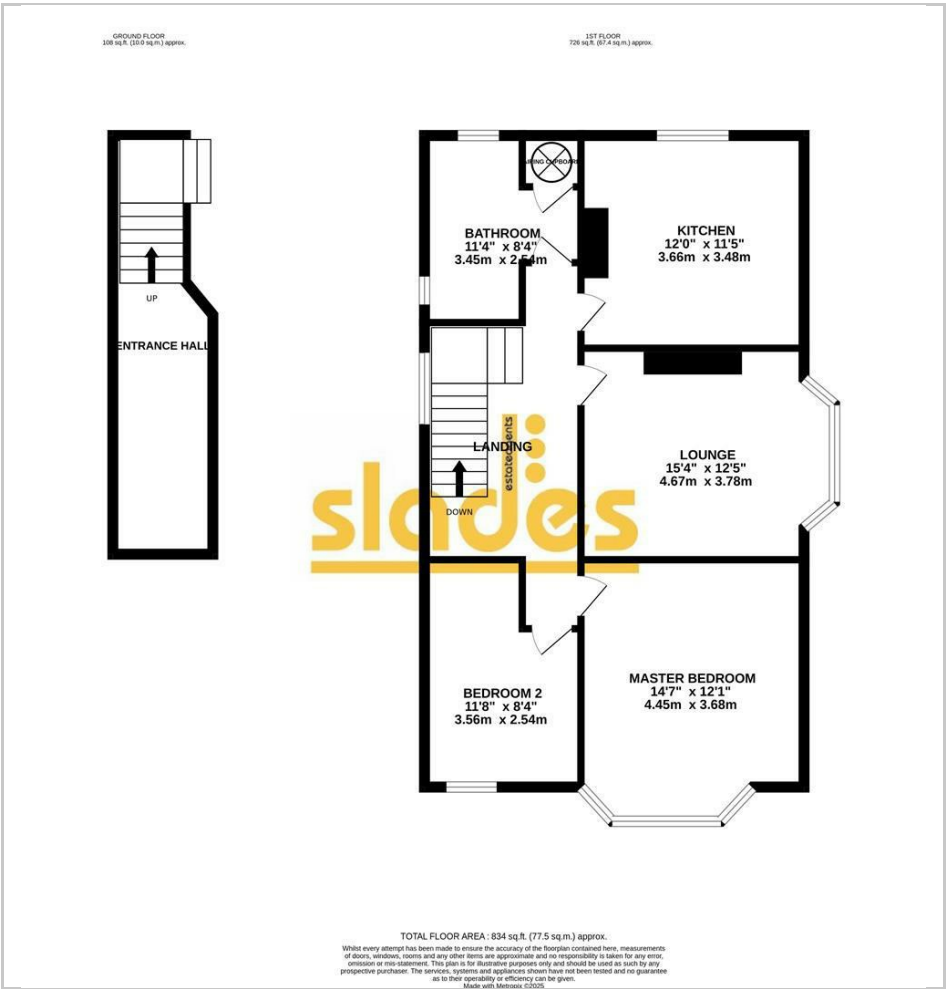 GROUND FLOOR
108 sq.ft. (10.0 sq.m.) approx.
1ST FLOOR
726 sq.ft. (67.4 sq.m.) approx.
AIRING CUPBOARD
BATHROOM
11'4" x 8'4"
3.45m x 2.54m
KITCHEN
12'0" x 11'5"
3.66m x 3.48m
UP
ENTRANCE HALL
LANDING
DOWN
LOUNGE
15'4" x 12'5"
4.67m x 3.78m
estate agents
slades
BEDROOM 2
11'8" x 8'4"
3.56m x 2.54m
MASTER BEDROOM
14'7" x 12'1"
4.45m x 3.68m
TOTAL FLOOR AREA : 834 sq.ft. (77.5 sq.m.) approx.
Whilst every attempt has been made to ensure the accuracy of the floorplan contained here, measurements
of doors, windows, rooms and any other items are approximate and no responsibility is taken for any error,
omission or mis-statement. This plan is for illustrative purposes only and should be used as such by any
prospective purchaser. The services, systems and appliances shown have not been tested and no guarantee
as to their operability or efficiency can be given.
Made with Metropix ©2025